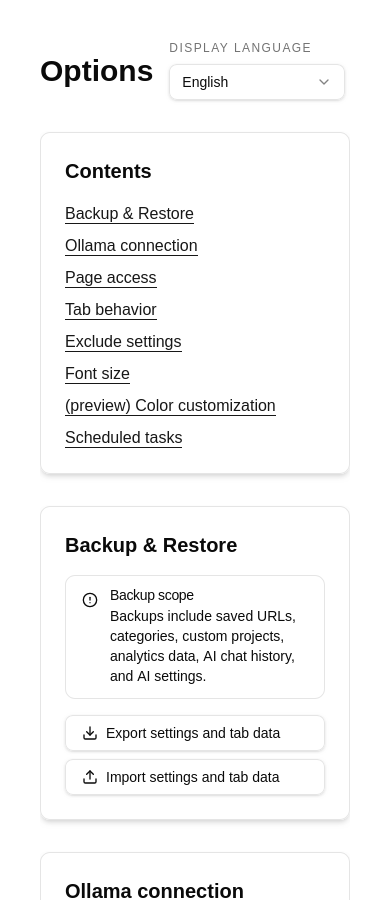 DISPLAY LANGUAGE
Options
English
Contents
Backup & Restore
Ollama connection
Page access
Tab behavior
Exclude settings
Font size
(preview) Color customization
Scheduled tasks
Backup & Restore
Backup scope
Backups include saved URLs,
categories, custom projects,
analytics data, AI chat history,
and AI settings.
Export settings and tab data
Import settings and tab data
Ollama connection